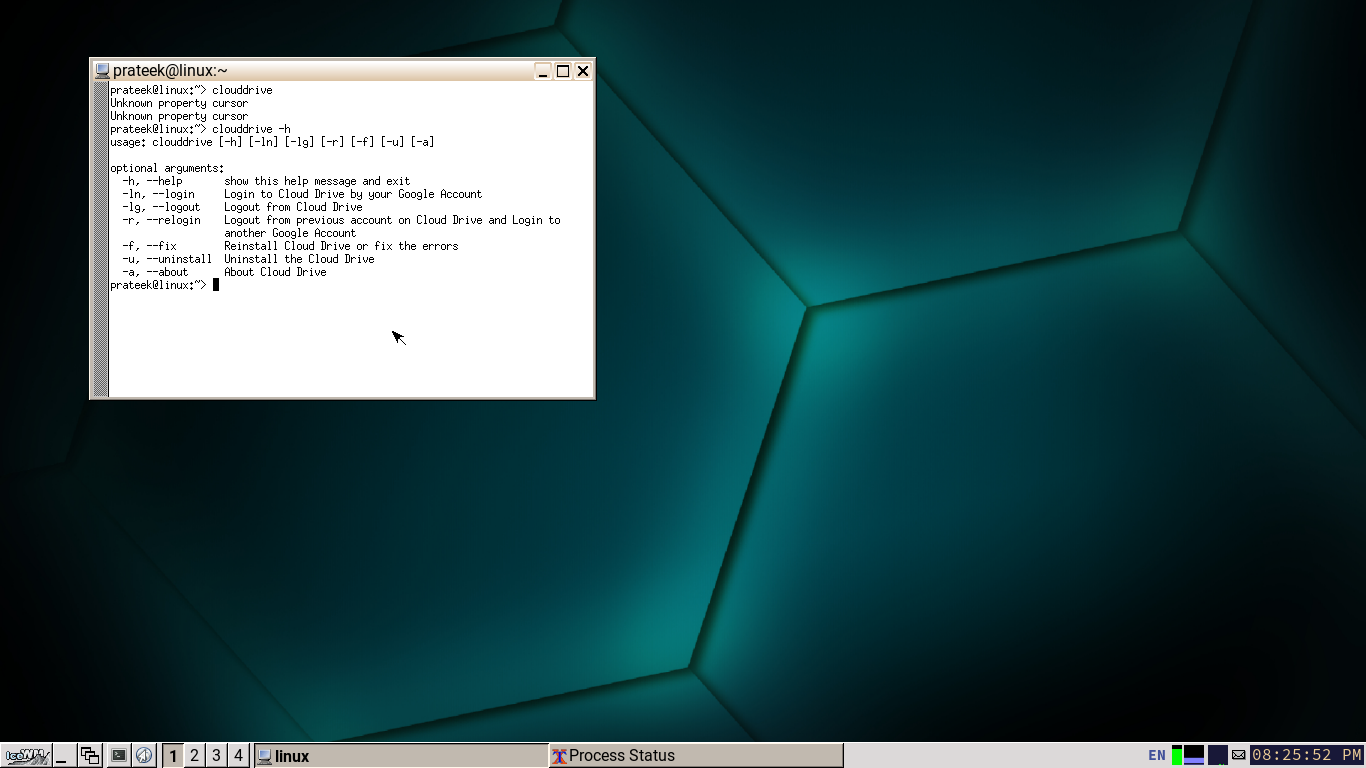 prateek@linux:~
prateek@linux:~> clouddrive
Unknown property cursor
Unknown property cursor
prateek@linux:~> clouddrive -h
usage: clouddrive [-h] [-ln] [-lg] [-r] [-f] [-u] [-a]
optional arguments:
-h, --help show this help message and exit
-ln, --login Login to Cloud Drive by your Google Account
-lg, --logout Logout from Cloud Drive
-r, --relogin Logout from previous account on Cloud Drive and Login to
another Google Account
-f, --fix Reinstall Cloud Drive or fix the errors
-u, --uninstall Uninstall the Cloud Drive
-a, --about About Cloud Drive
prateek@linux:~>
IceWM 1 2 3 4 linux Process Status EN 08:25:52 PM